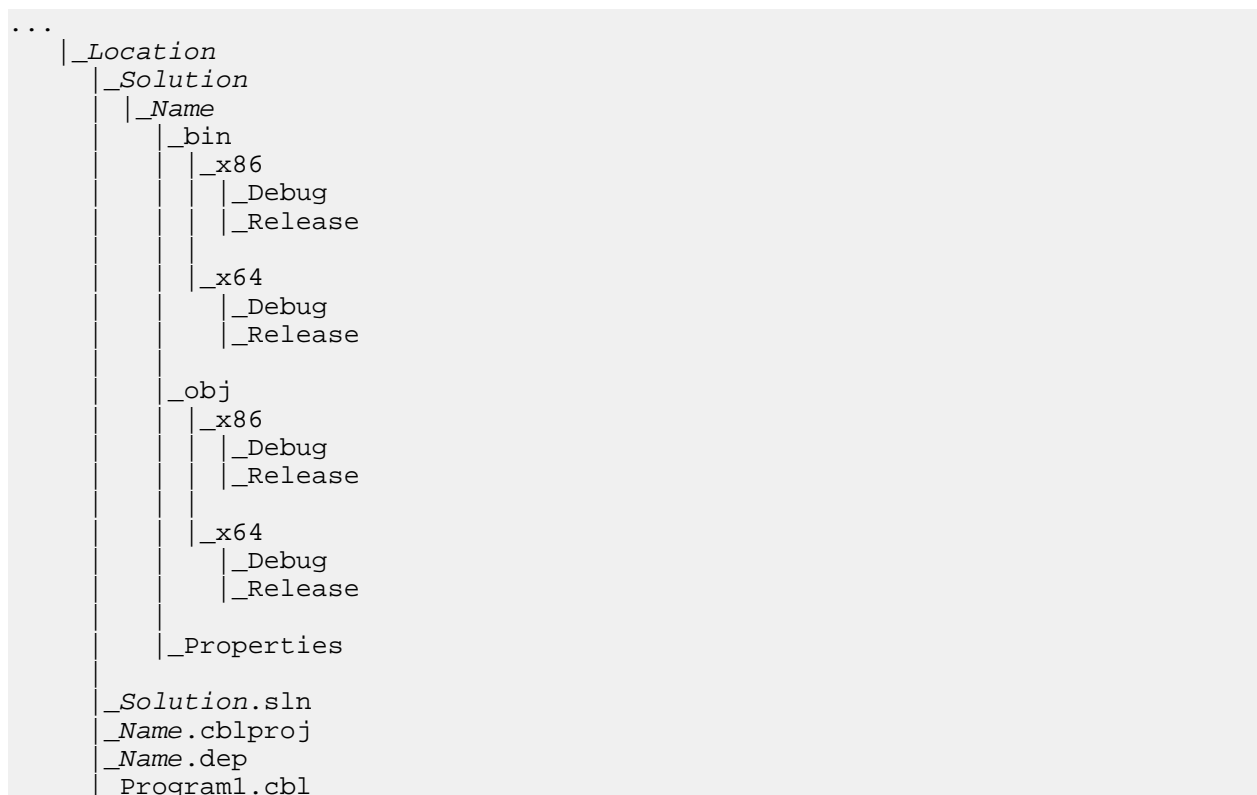 ...
   |_Location
     |_Solution
     | |_Name
     |   |_bin
     |   | |_x86
     |   | | |_Debug
     |   | | |_Release
     |   | |
     |   | |_x64
     |   |   |_Debug
     |   |   |_Release
     |   |
     |   |_obj
     |   | |_x86
     |   | | |_Debug
     |   | | |_Release
     |   | |
     |   | |_x64
     |   |   |_Debug
     |   |   |_Release
     |   |
     |   |_Properties
     |
     |_Solution.sln
     |_Name.cblproj
     |_Name.dep
     |_Program1.cbl